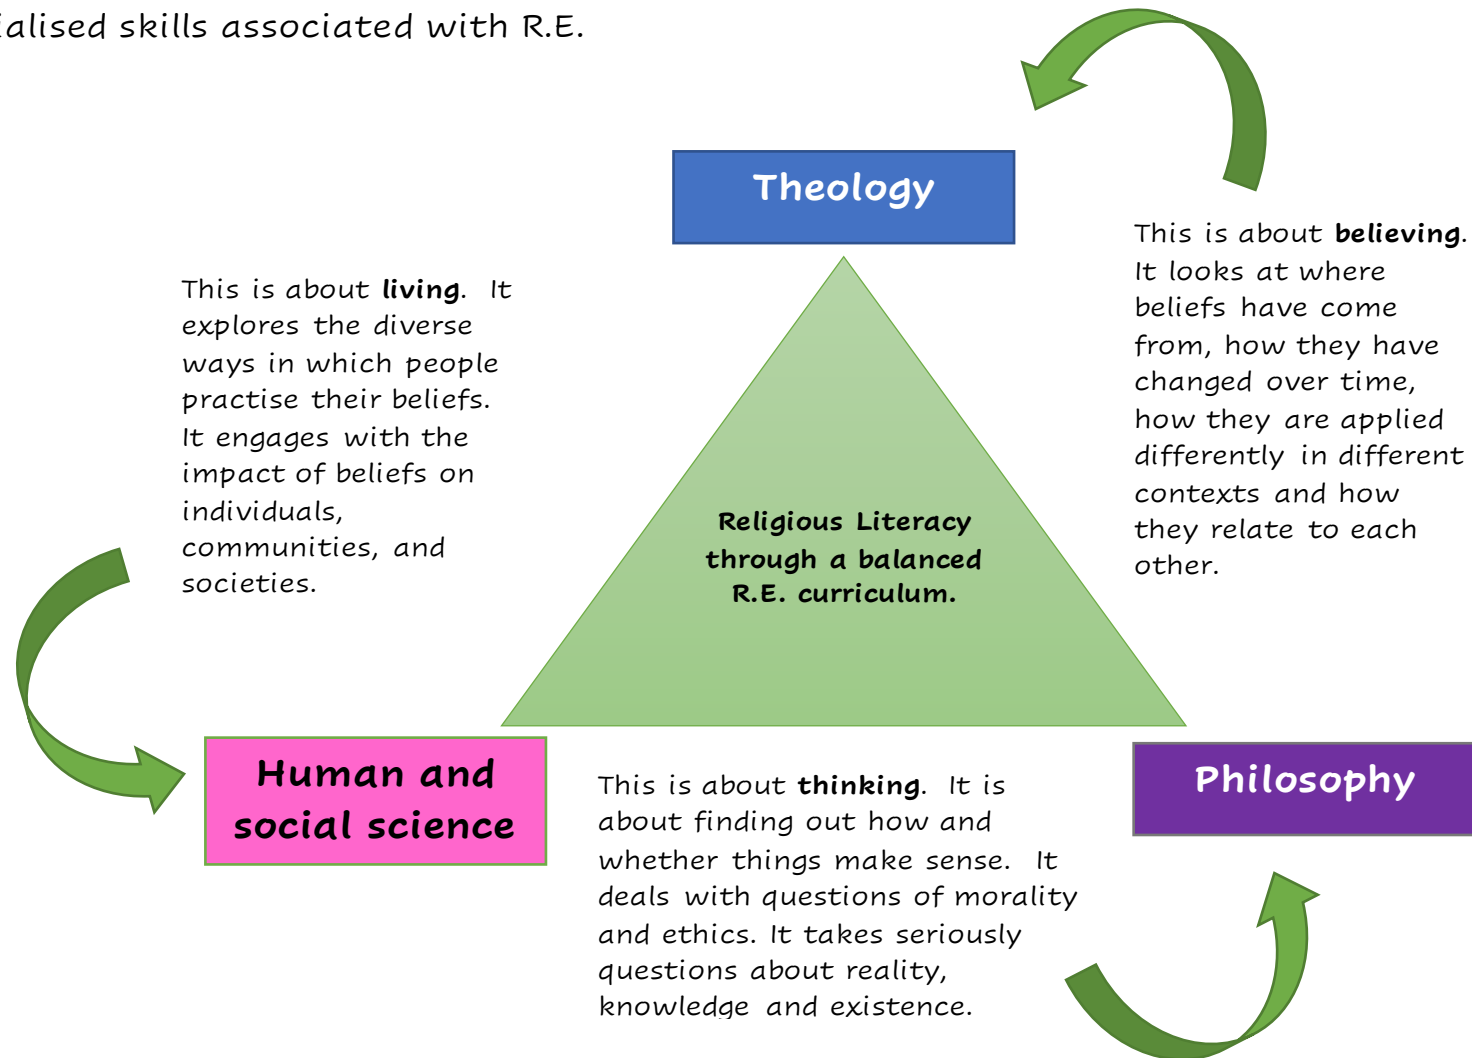 ialised skills associated with R.E.
Theology
This is about believing.
It looks at where
beliefs have come
from, how they have
changed over time,
how they are applied
differently in different
contexts and how
they relate to each
other.
This is about living. It
explores the diverse
ways in which people
practise their beliefs.
It engages with the
impact of beliefs on
individuals,
communities, and
societies.
Religious Literacy
through a balanced
R.E. curriculum.
Human and
social science
This is about thinking. It is
about finding out how and
whether things make sense. It
deals with questions of morality
and ethics. It takes seriously
questions about reality,
knowledge and existence.
Philosophy